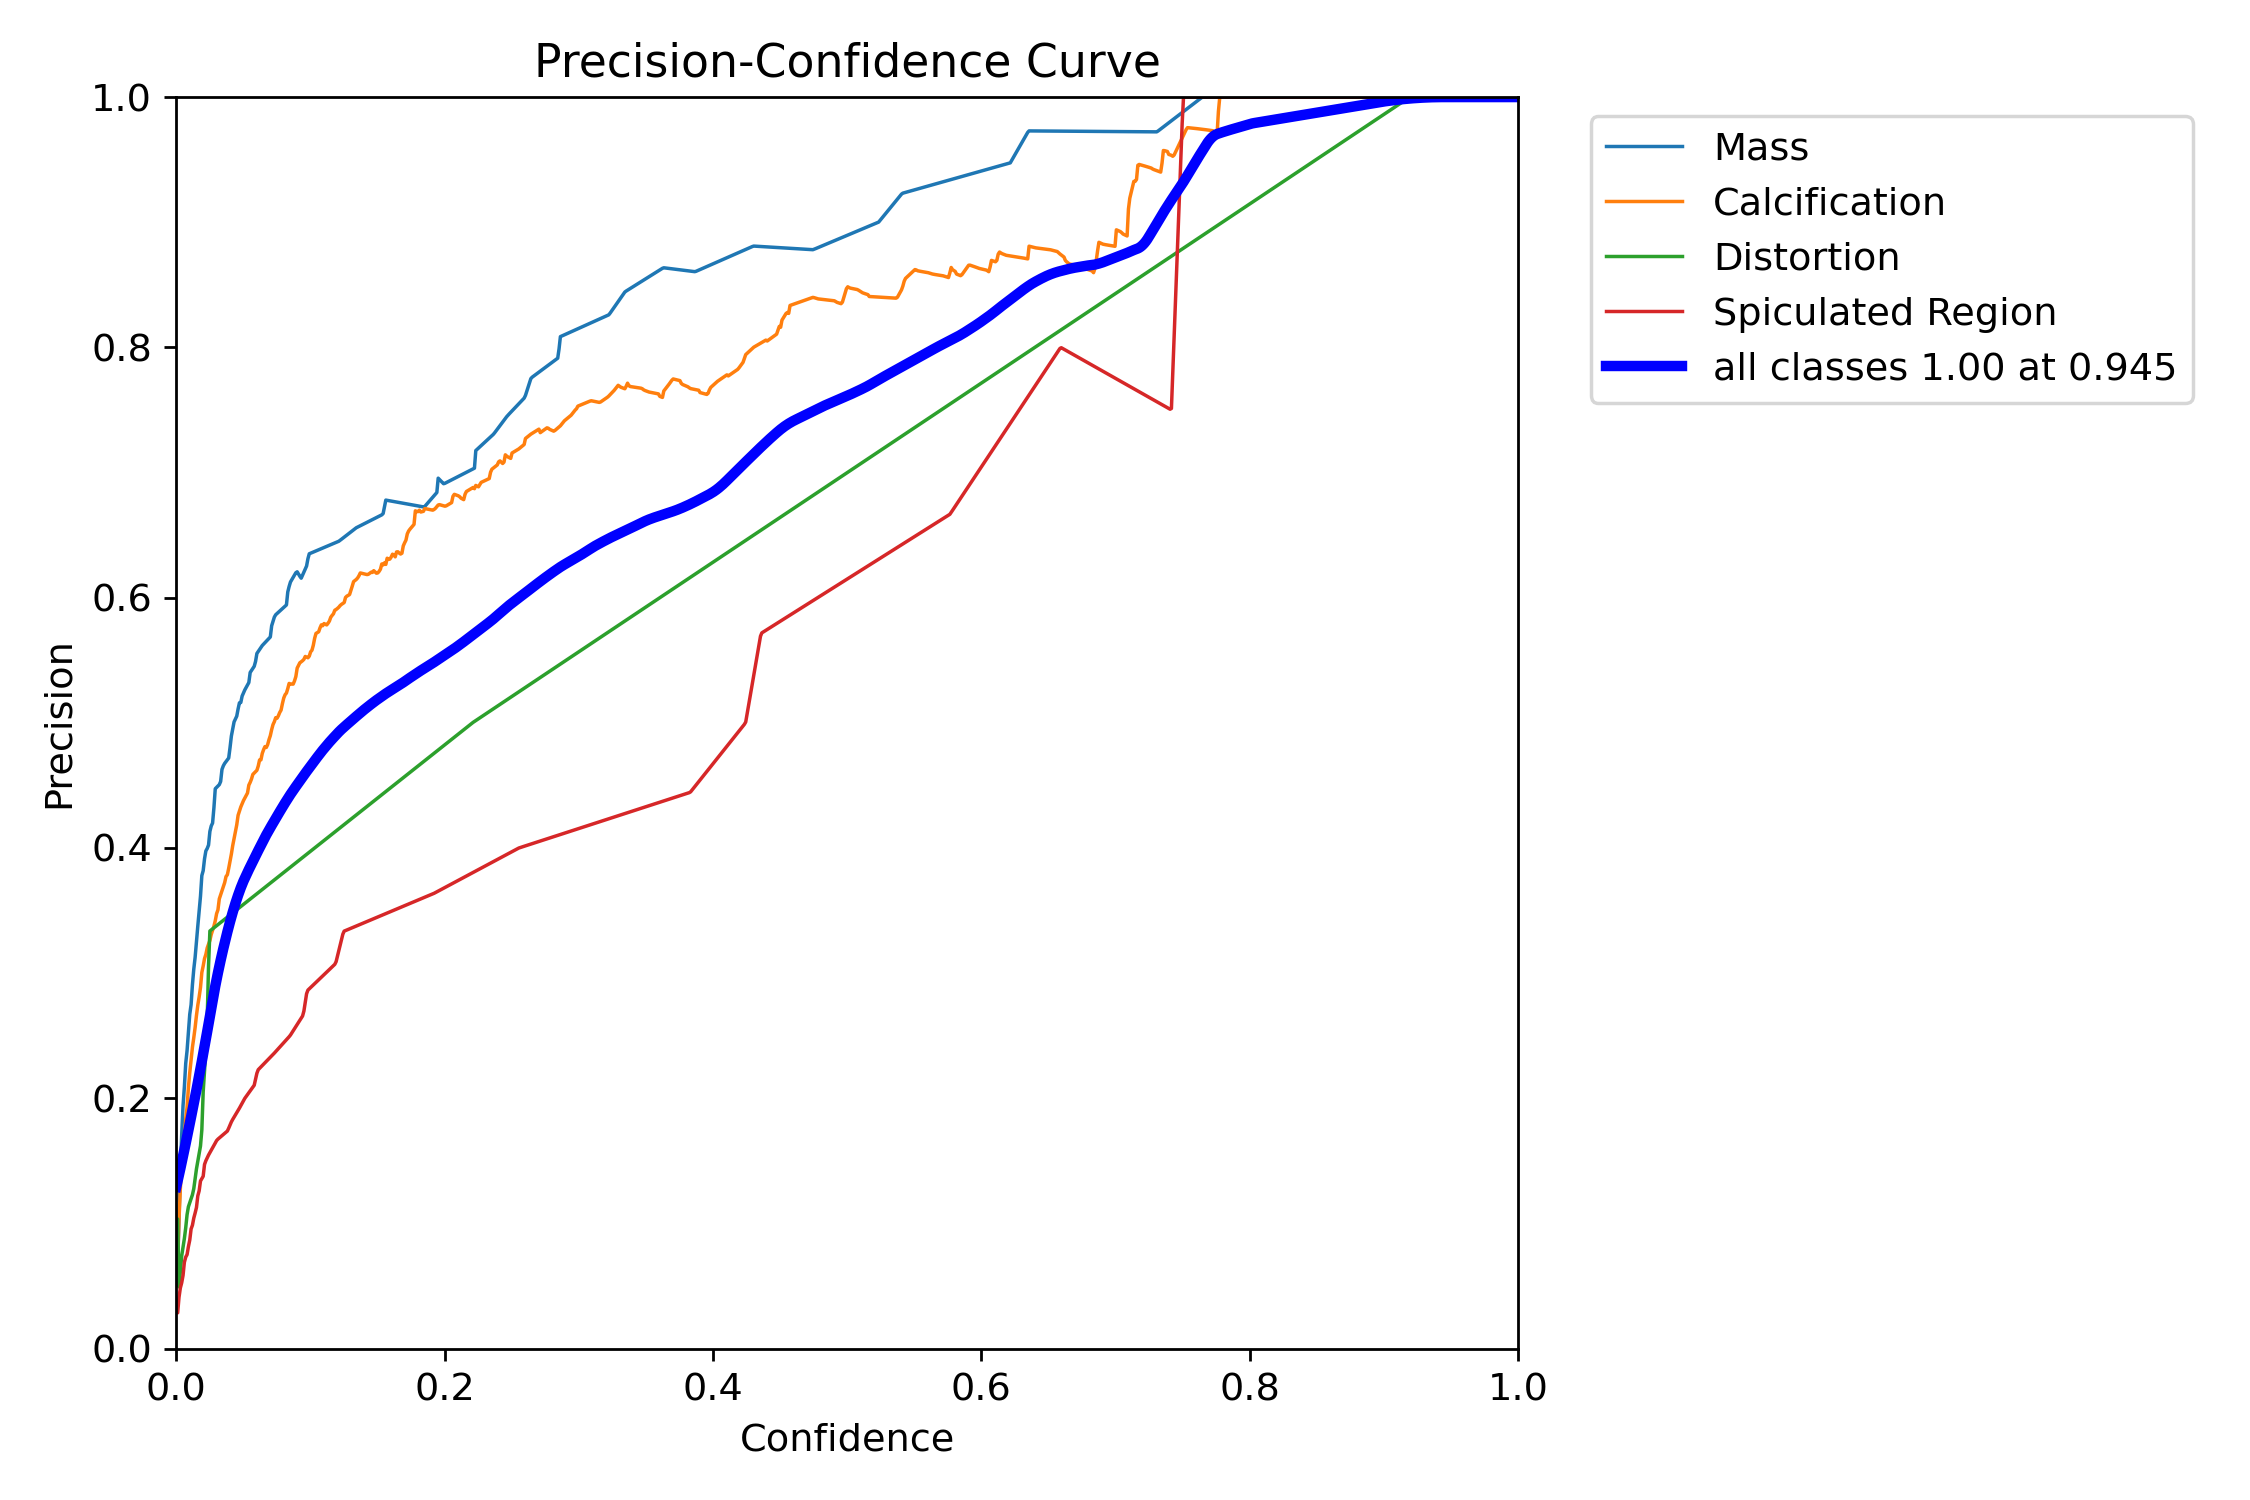 Precision-Confidence Curve
1.0
0.8
0.6
0.4
0.2
0.0
Precision
0.0 0.2 0.4 0.6 0.8 1.0
Confidence
Mass
Calcification
Distortion
Spiculated Region
all classes 1.00 at 0.945